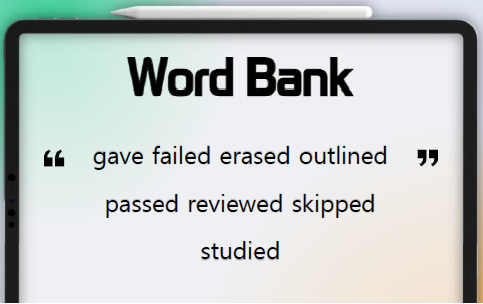 Word Bank
“ gave failed erased outlined ”
passed reviewed skipped
studied